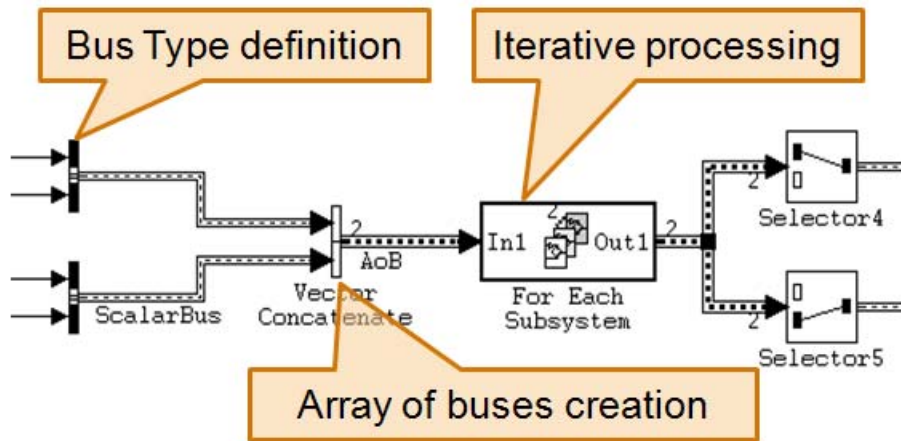 Bus Type definition
Iterative processing
2
Selector4
2
2
In1
Out1
2
AoB
Vector
Concatenate
For Each
Subsystem
ScalarBus
2
Selector5
Array of buses creation